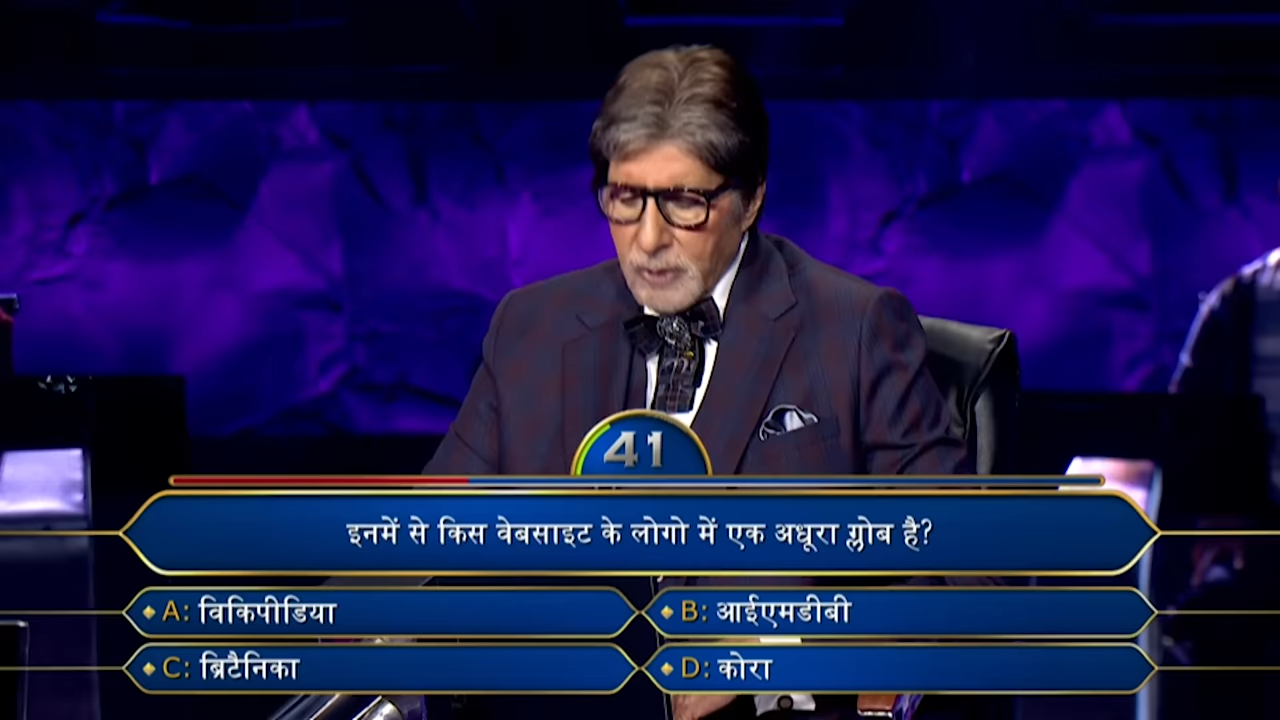 41
इनमें से किस वेबसाइट के लोगो में एक अधूरा ग्लोब है?
A: विकिपीडिया
B: आईएमडीबी
C: ब्रिटैनिका
D: कोरा